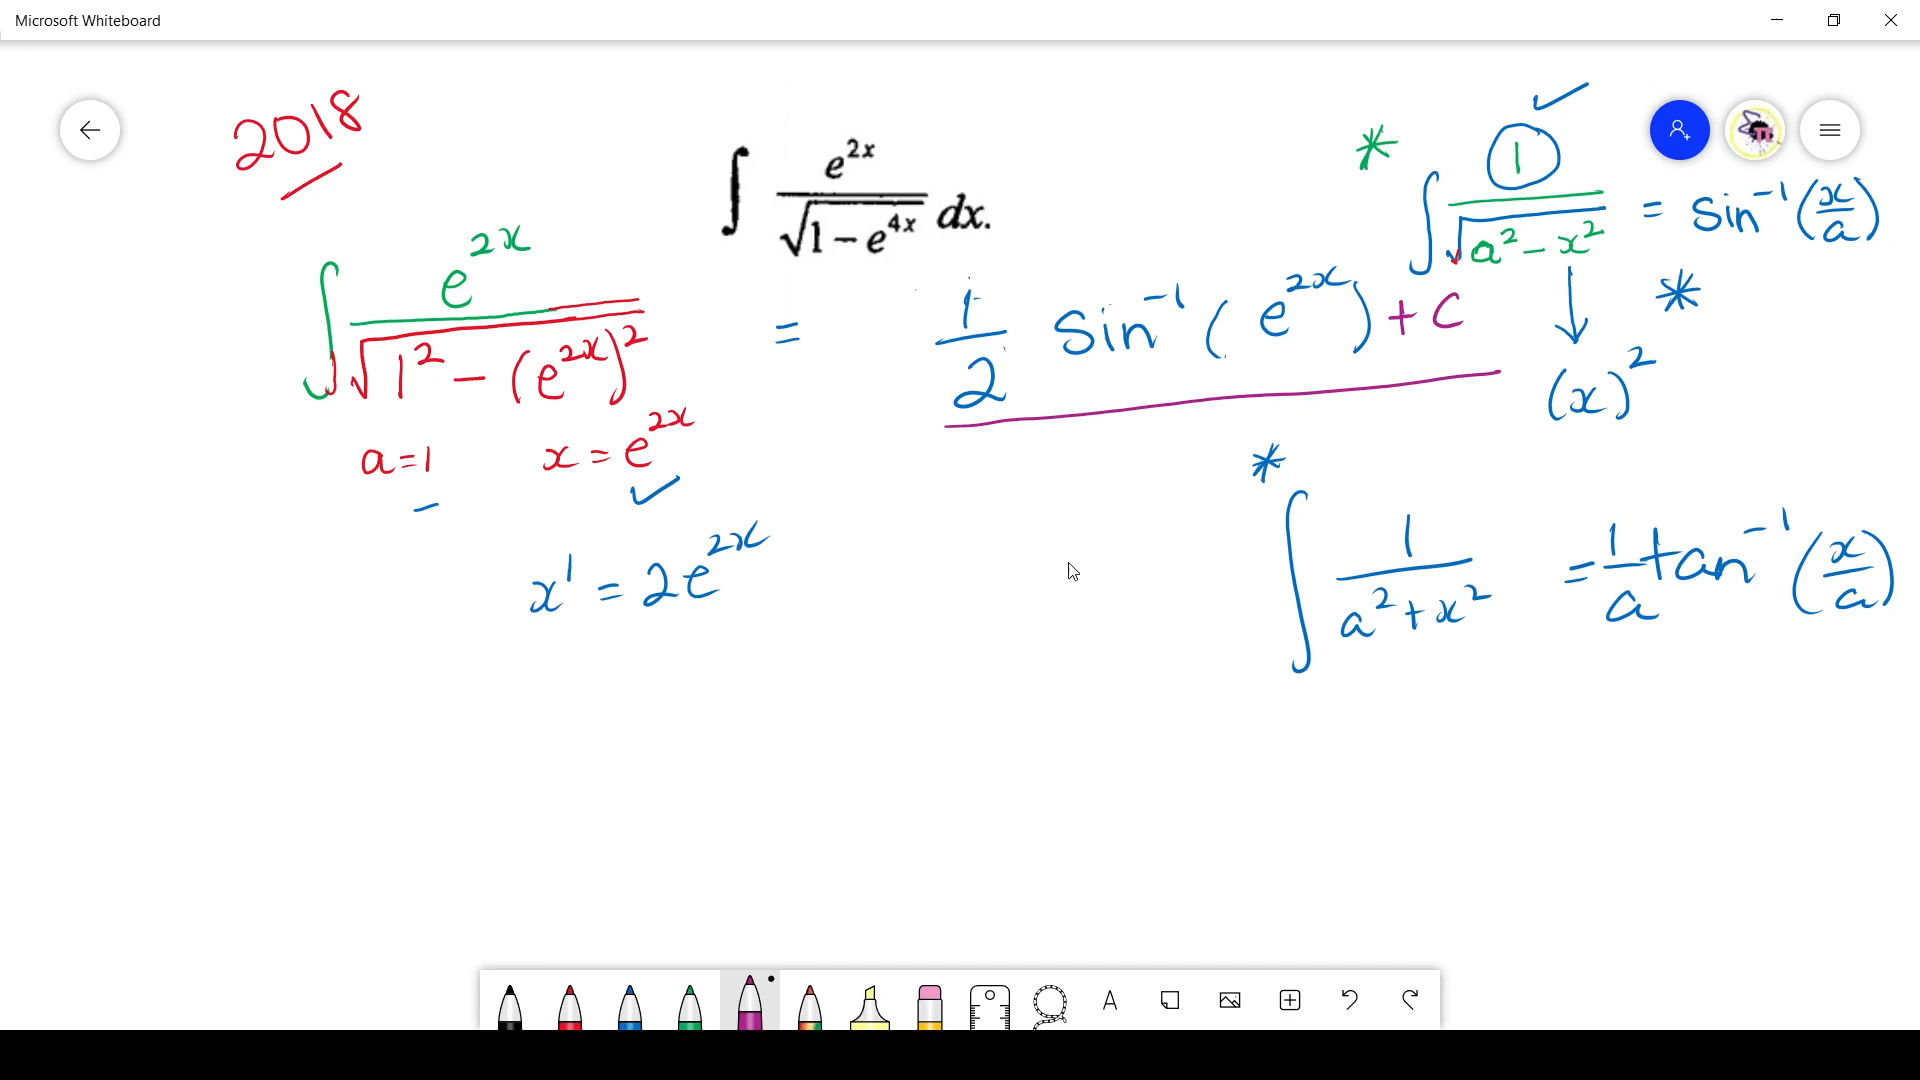 Microsoft Whiteboard
2018
∫ e^{2x} / √(1 − e^{4x}) dx.
* ∫ 1 / √(a² − x²) = sin⁻¹(x/a)
∫ e^{2x} / √(1² − (e^{2x})²) = 1/2 sin⁻¹(e^{2x}) + C
*
(x)²
a = 1 x = e^{2x}
x' = 2e^{2x}
* ∫ 1 / (a² + x²) = 1/a tan⁻¹(x/a)
A